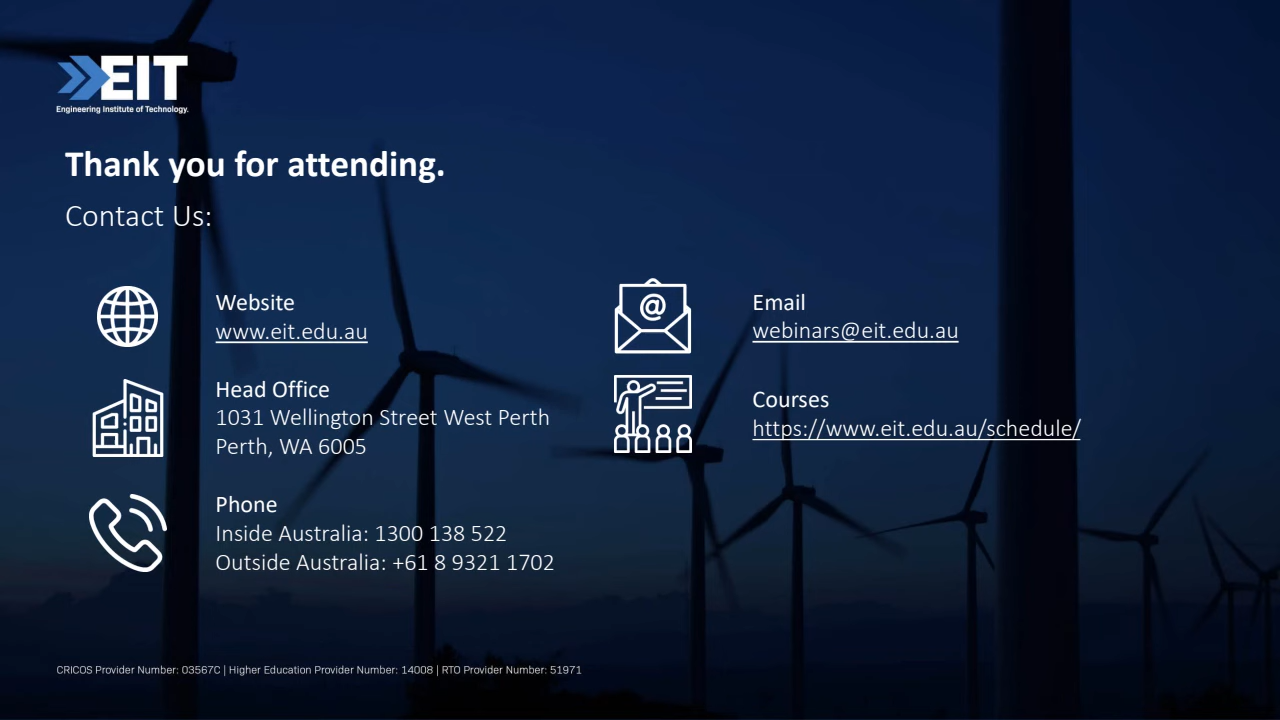 EIT
Engineering Institute of Technology.
Thank you for attending.
Contact Us:
Website
www.eit.edu.au
Head Office
1031 Wellington Street West Perth
Perth, WA 6005
Phone
Inside Australia: 1300 138 522
Outside Australia: +61 8 9321 1702
@
Email
webinars@eit.edu.au
Courses
https://www.eit.edu.au/schedule/
CRICOS Provider Number: 03567C | Higher Education Provider Number: 14008 | RTO Provider Number: 51971